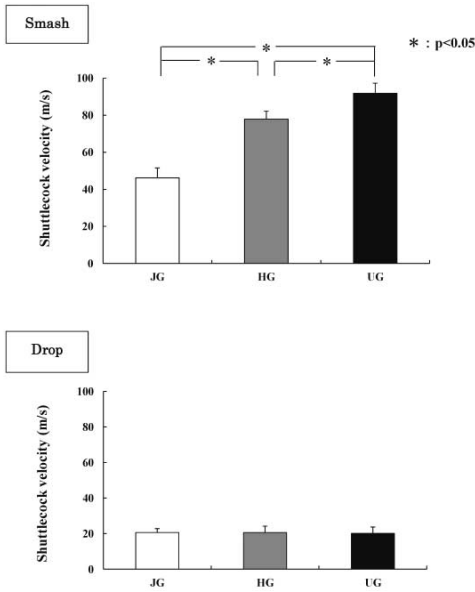 Smash
* : p<0.05
*
* *
Shuttlecock velocity (m/s)
100
80
60
40
20
0
JG HG UG
Drop
Shuttlecock velocity (m/s)
100
80
60
40
20
0
JG HG UG